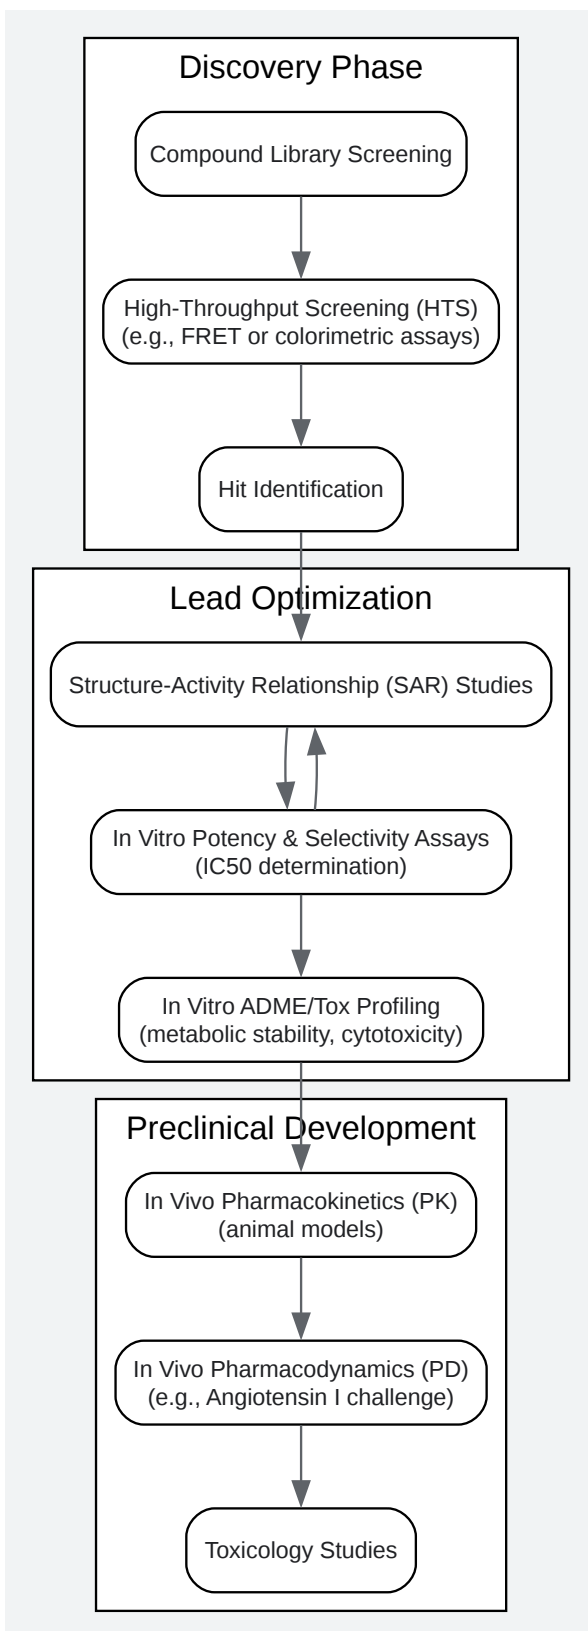 Discovery Phase
Compound Library Screening
High-Throughput Screening (HTS)
(e.g., FRET or colorimetric assays)
Hit Identification
Lead Optimization
Structure-Activity Relationship (SAR) Studies
In Vitro Potency & Selectivity Assays
(IC50 determination)
In Vitro ADME/Tox Profiling
(metabolic stability, cytotoxicity)
Preclinical Development
In Vivo Pharmacokinetics (PK)
(animal models)
In Vivo Pharmacodynamics (PD)
(e.g., Angiotensin I challenge)
Toxicology Studies